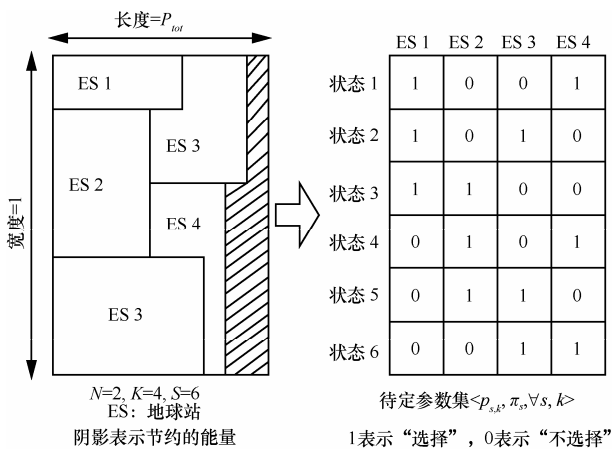 长度=Ptot
宽度=1
ES 1
ES 3
ES 2
ES 4
ES 3
N=2, K=4, S=6
ES：地球站
阴影表示节约的能量
ES 1 ES 2 ES 3 ES 4
状态 1 1 0 0 1
状态 2 1 0 1 0
状态 3 1 1 0 0
状态 4 0 1 0 1
状态 5 0 1 1 0
状态 6 0 0 1 1
待定参数集<ps,k, πs,∀s, k>
1表示“选择”，0表示“不选择”